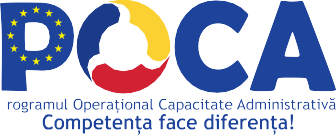 POCA
rogramul Operațional Capacitate Administrativă
Competența face diferența!